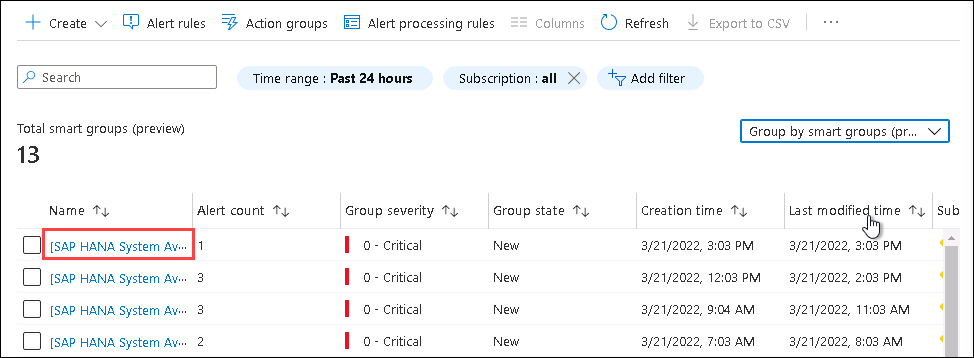 Create Alert rules Action groups Alert processing rules Columns Refresh Export to CSV ...
Search Time range : Past 24 hours Subscription : all Add filter
Total smart groups (preview)
13
Group by smart groups (pr...
Name Alert count Group severity Group state Creation time Last modified time Sub
[SAP HANA System Av... 1 0 - Critical New 3/21/2022, 3:03 PM 3/21/2022, 3:03 PM
[SAP HANA System Av... 3 0 - Critical New 3/21/2022, 12:03 PM 3/21/2022, 2:03 PM
[SAP HANA System Av... 3 0 - Critical New 3/21/2022, 9:04 AM 3/21/2022, 11:03 AM
[SAP HANA System Av... 2 0 - Critical New 3/21/2022, 7:03 AM 3/21/2022, 8:03 AM